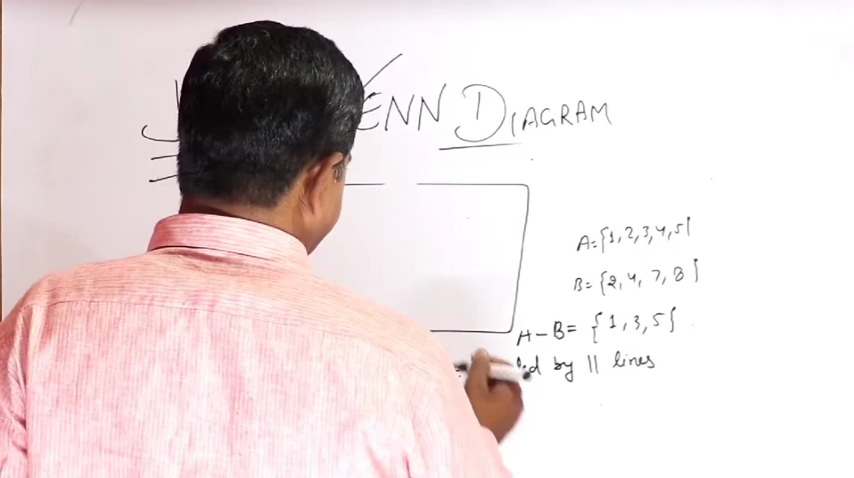 VENN DIAGRAM
A={1,2,3,4,5}
B={2,4,7,8}
A-B= {1,3,5}
by || lines